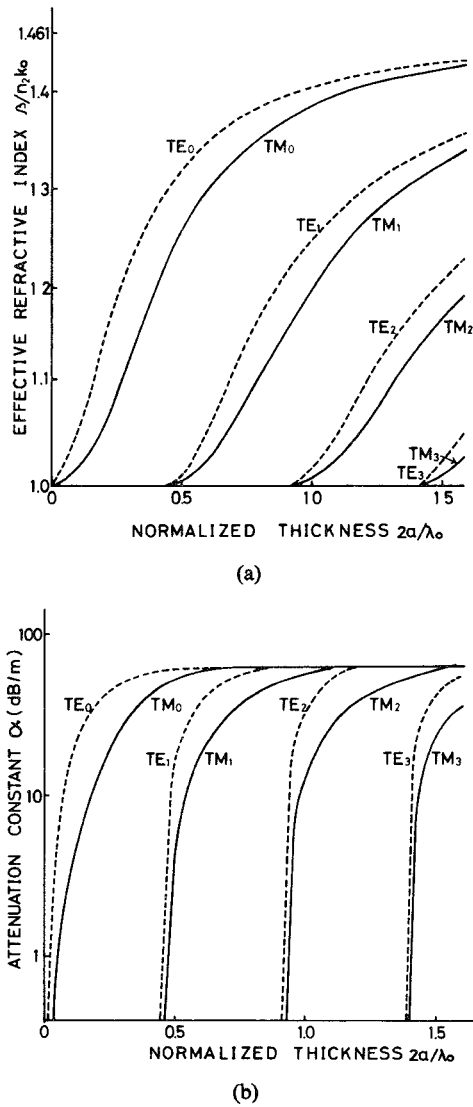 1.461
1.4
1.3
1.2
1.1
1.0
EFFECTIVE REFRACTIVE INDEX β/n₂k₀
TE₀
TM₀
TE₁
TM₁
TE₂
TM₂
TM₃
TE₃
0
0.5
1.0
1.5
NORMALIZED THICKNESS 2a/λ₀
(a)
100
10
1
ATTENUATION CONSTANT α (dB/m)
TE₀
TM₀
TE₁
TM₁
TE₂
TM₂
TE₃
TM₃
0
0.5
1.0
1.5
NORMALIZED THICKNESS 2a/λ₀
(b)